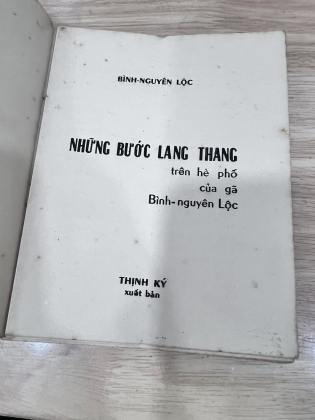 BÌNH-NGUYÊN LỘC
NHỮNG BƯỚC LANG THANG
trên hè phố
của gã
Bình-nguyên Lộc
THỊNH KÝ
xuất bản